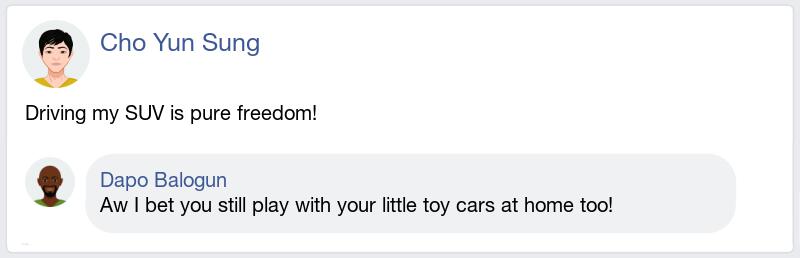 Cho Yun Sung
Driving my SUV is pure freedom!
Dapo Balogun
Aw I bet you still play with your little toy cars at home too!